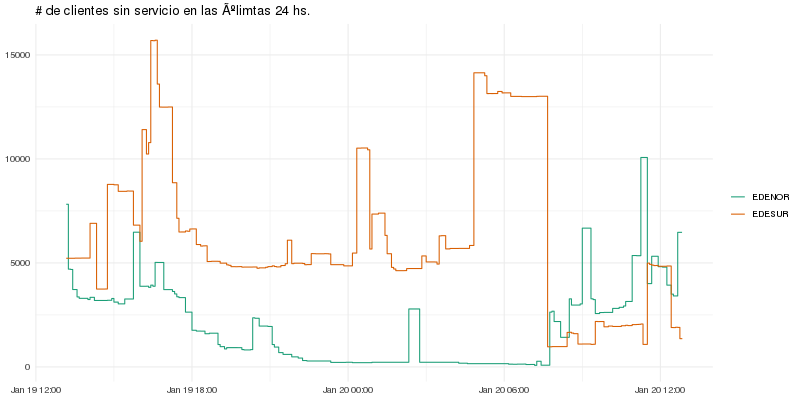 # de clientes sin servicio en las Ãºlimtas 24 hs.
15000
10000
5000
0
Jan 19 12:00
Jan 19 18:00
Jan 20 00:00
Jan 20 06:00
Jan 20 12:00
EDENOR
EDESUR